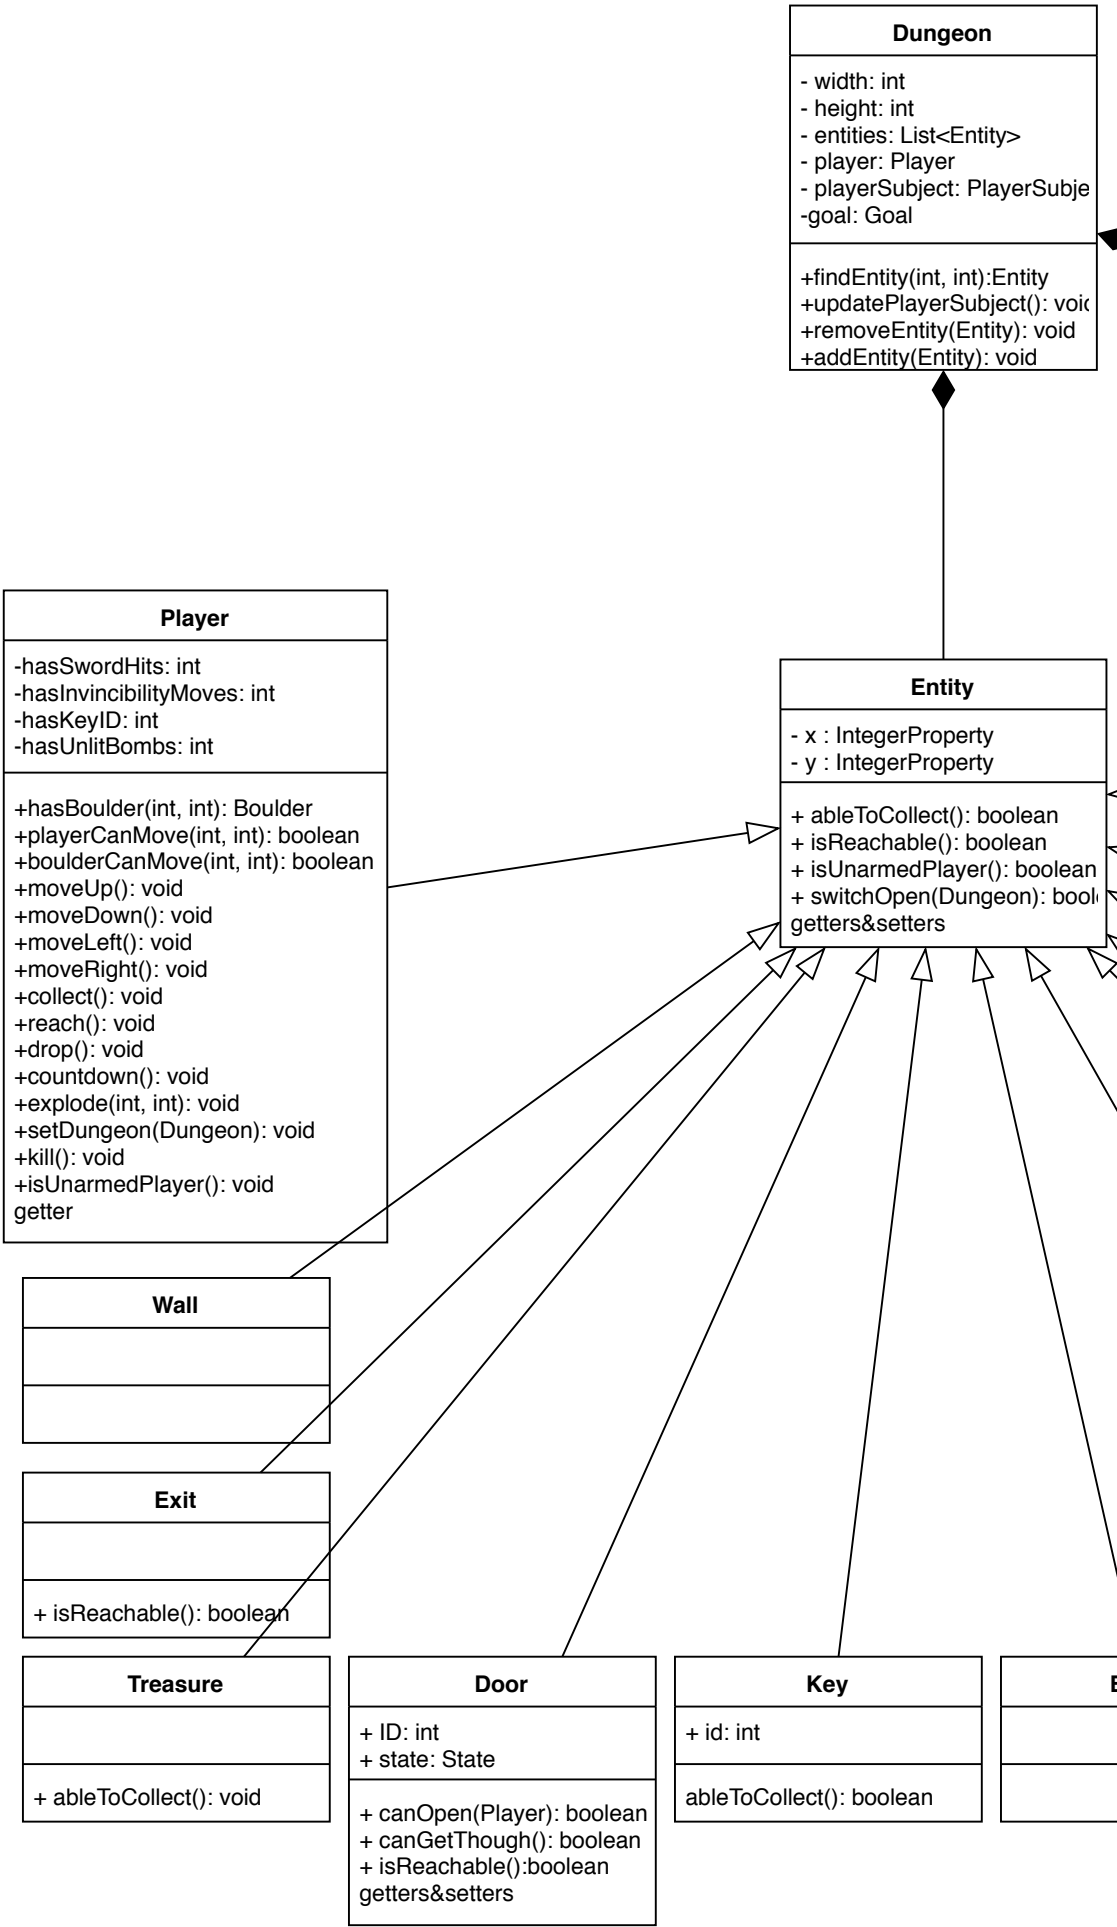 Dungeon
- width: int
- height: int
- entities: List<Entity>
- player: Player
- playerSubject: PlayerSubje
-goal: Goal
+findEntity(int, int):Entity
+updatePlayerSubject(): voic
+removeEntity(Entity): void
+addEntity(Entity): void
Player
-hasSwordHits: int
-hasInvincibilityMoves: int
-hasKeyID: int
-hasUnlitBombs: int
+hasBoulder(int, int): Boulder
+playerCanMove(int, int): boolean
+boulderCanMove(int, int): boolean
+moveUp(): void
+moveDown(): void
+moveLeft(): void
+moveRight(): void
+collect(): void
+reach(): void
+drop(): void
+countdown(): void
+explode(int, int): void
+setDungeon(Dungeon): void
+kill(): void
+isUnarmedPlayer(): void
getter
Entity
- x : IntegerProperty
- y : IntegerProperty
+ ableToCollect(): boolean
+ isReachable(): boolean
+ isUnarmedPlayer(): boolean
+ switchOpen(Dungeon): bool
getters&setters
Wall
Exit
+ isReachable(): boolean
Treasure
+ ableToCollect(): void
Door
+ ID: int
+ state: State
+ canOpen(Player): boolean
+ canGetThough(): boolean
+ isReachable():boolean
getters&setters
Key
+ id: int
ableToCollect(): boolean